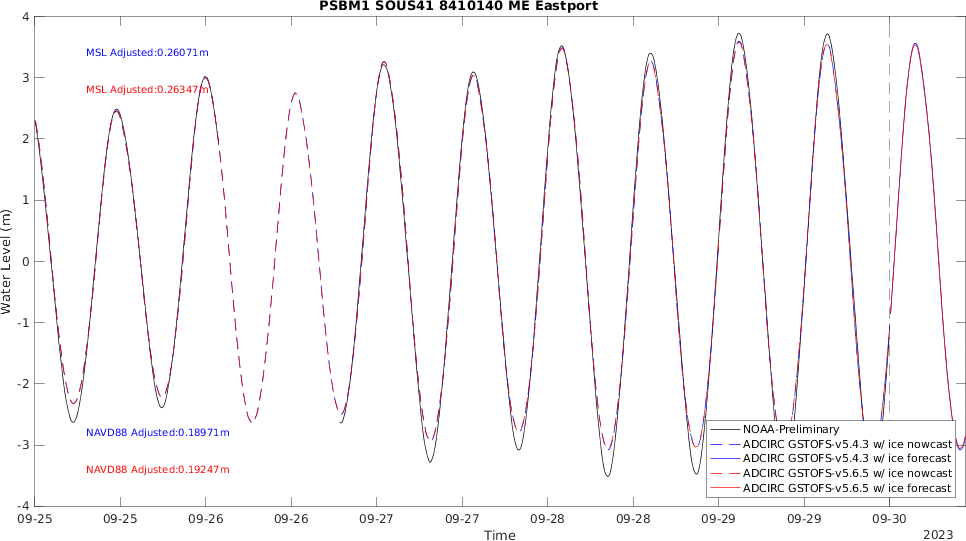 PSBM1 SOUS41 8410140 ME Eastport
4
3
2
1
0
-1
-2
-3
-4
Water Level (m)
MSL Adjusted:0.26071m
MSL Adjusted:0.26347m
NAVD88 Adjusted:0.18971m
NAVD88 Adjusted:0.19247m
NOAA-Preliminary
ADCIRC GSTOFS-v5.4.3 w/ ice nowcast
ADCIRC GSTOFS-v5.4.3 w/ ice forecast
ADCIRC GSTOFS-v5.6.5 w/ ice nowcast
ADCIRC GSTOFS-v5.6.5 w/ ice forecast
09-25 09-25 09-26 09-26 09-27 09-27 09-28 09-28 09-29 09-29 09-30
Time
2023